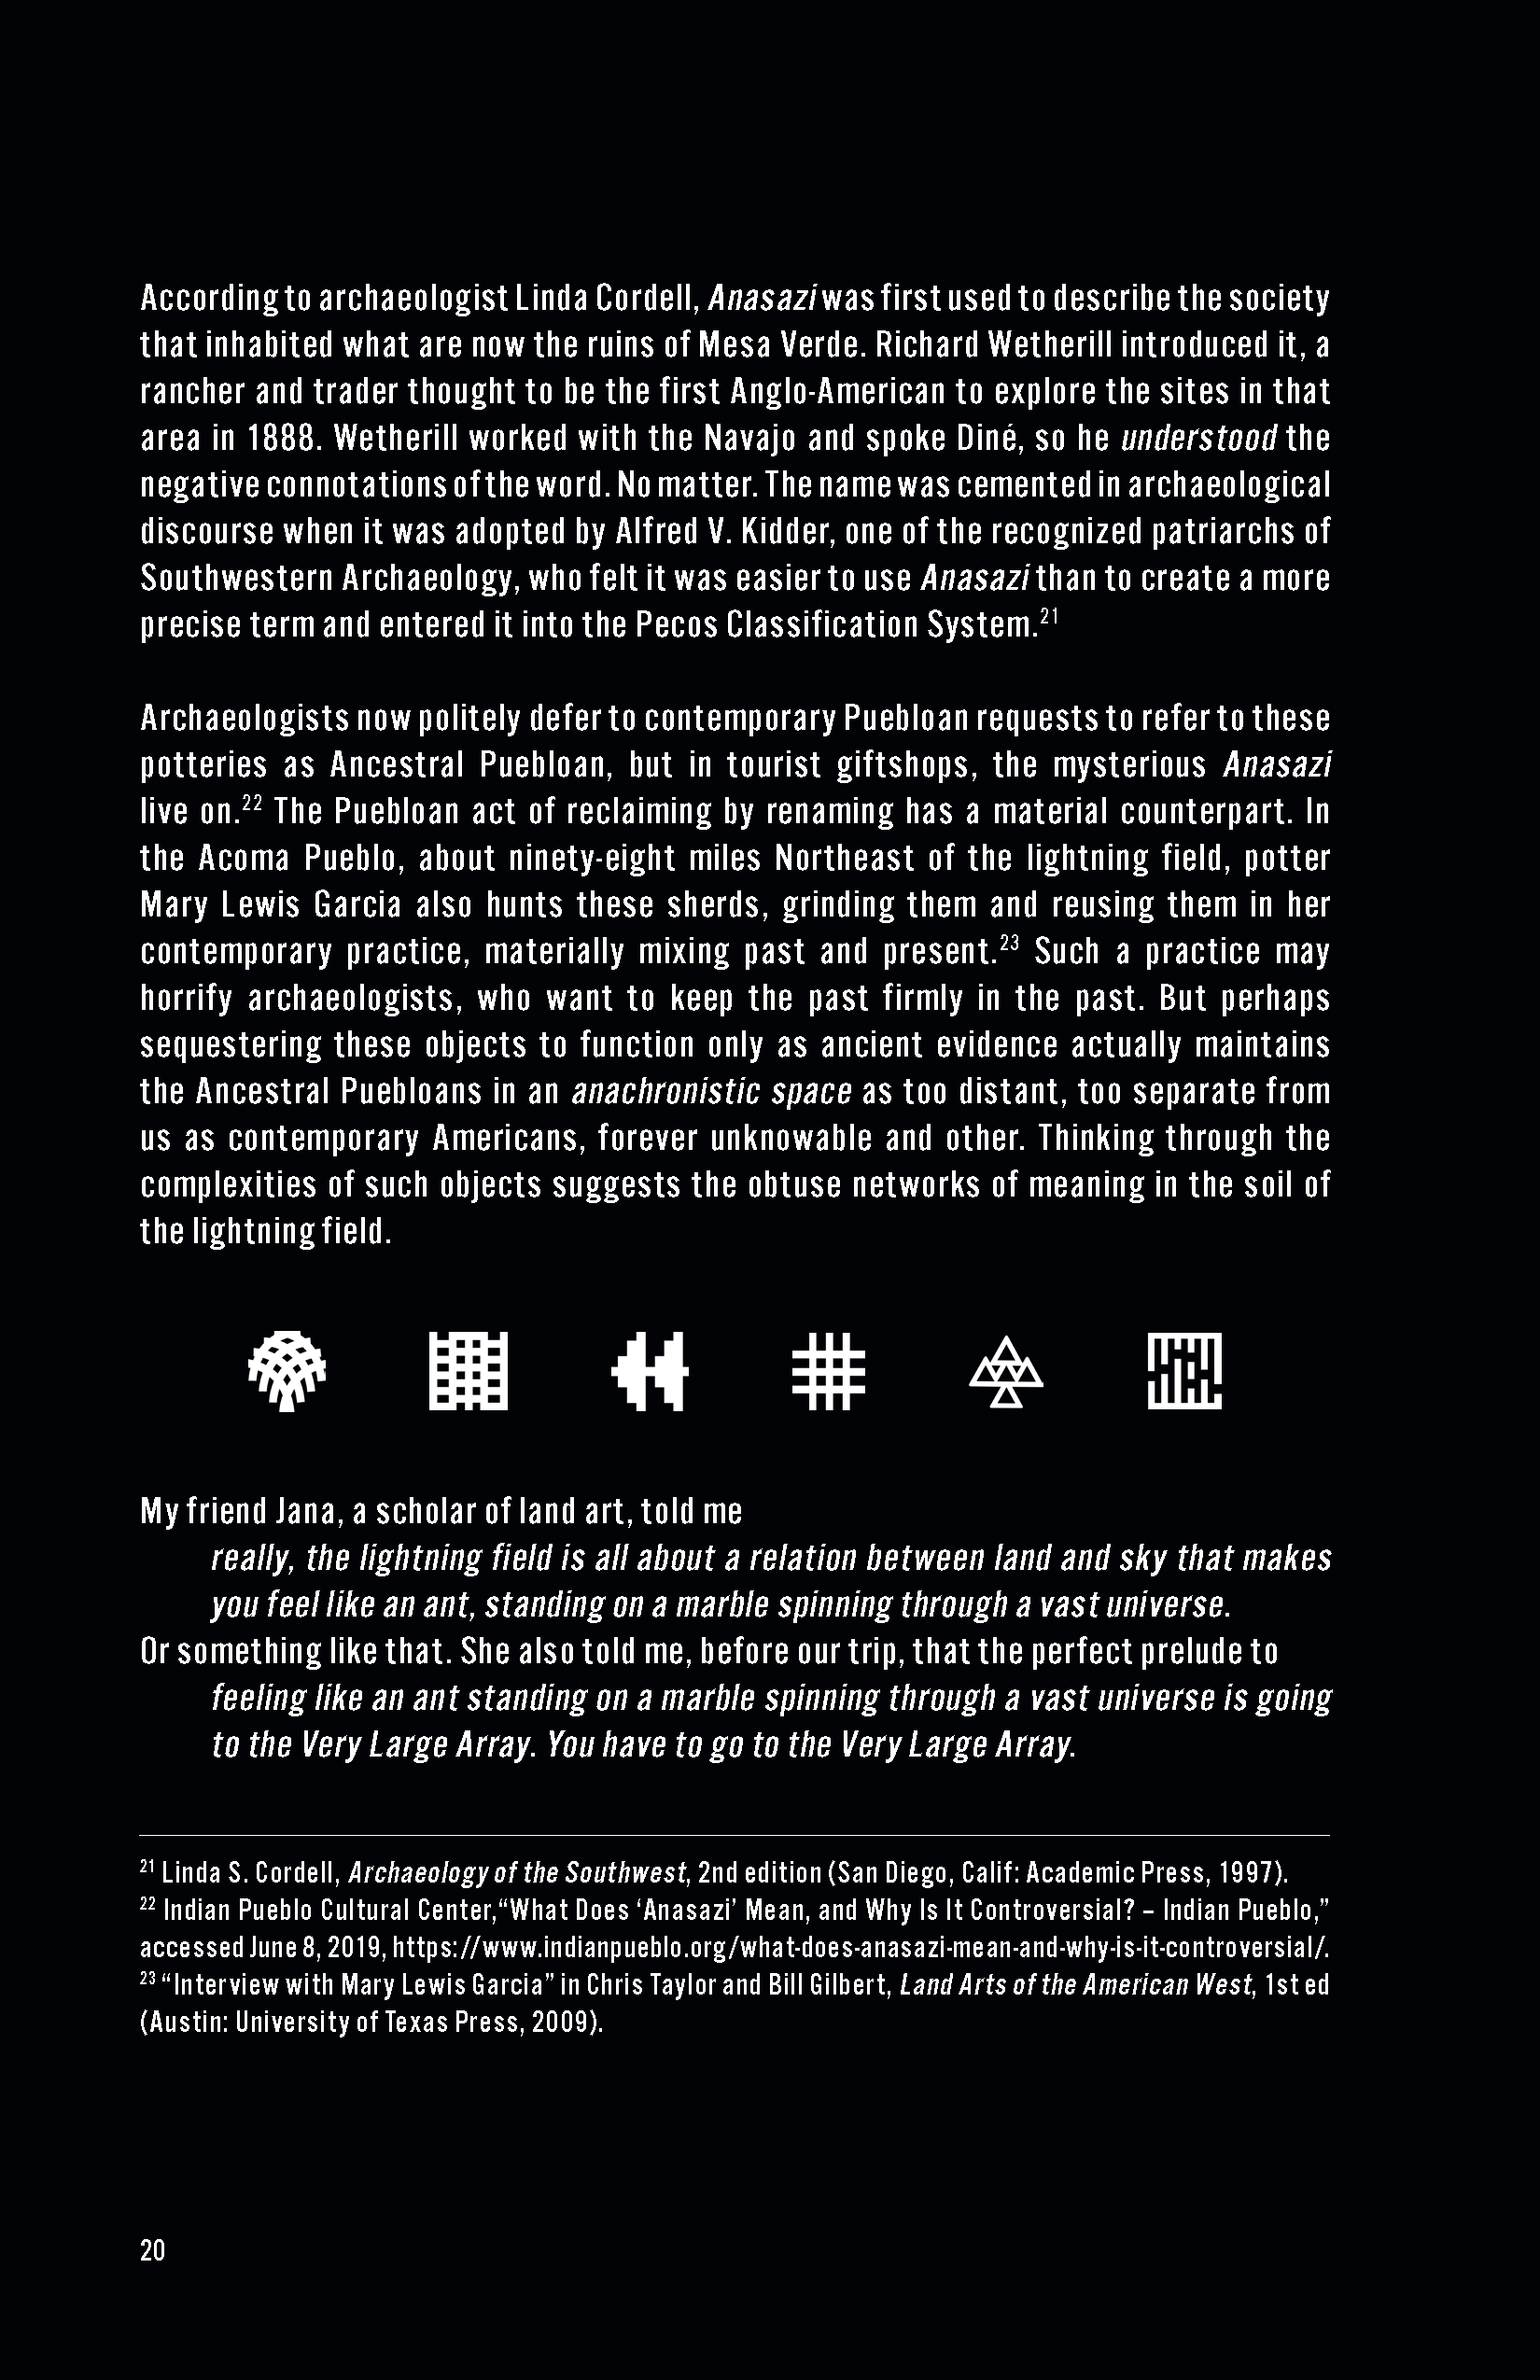 According to archaeologist Linda Cordell, Anasazi was first used to describe the society
that inhabited what are now the ruins of Mesa Verde. Richard Wetherill introduced it, a
rancher and trader thought to be the first Anglo-American to explore the sites in that
area in 1888. Wetherill worked with the Navajo and spoke Diné, so he understood the
negative connotations of the word. No matter. The name was cemented in archaeological
discourse when it was adopted by Alfred V. Kidder, one of the recognized patriarchs of
Southwestern Archaeology, who felt it was easier to use Anasazi than to create a more
precise term and entered it into the Pecos Classification System.21
Archaeologists now politely defer to contemporary Puebloan requests to refer to these
potteries as Ancestral Puebloan, but in tourist giftshops, the mysterious Anasazi
live on.22 The Puebloan act of reclaiming by renaming has a material counterpart. In
the Acoma Pueblo, about ninety-eight miles Northeast of the lightning field, potter
Mary Lewis Garcia also hunts these sherds, grinding them and reusing them in her
contemporary practice, materially mixing past and present.23 Such a practice may
horrify archaeologists, who want to keep the past firmly in the past. But perhaps
sequestering these objects to function only as ancient evidence actually maintains
the Ancestral Puebloans in an anachronistic space as too distant, too separate from
us as contemporary Americans, forever unknowable and other. Thinking through the
complexities of such objects suggests the obtuse networks of meaning in the soil of
the lightning field.
My friend Jana, a scholar of land art, told me
really, the lightning field is all about a relation between land and sky that makes
you feel like an ant, standing on a marble spinning through a vast universe.
Or something like that. She also told me, before our trip, that the perfect prelude to
feeling like an ant standing on a marble spinning through a vast universe is going
to the Very Large Array. You have to go to the Very Large Array.
21 Linda S. Cordell, Archaeology of the Southwest, 2nd edition (San Diego, Calif: Academic Press, 1997).
22 Indian Pueblo Cultural Center,“What Does ‘Anasazi’ Mean, and Why Is It Controversial? – Indian Pueblo,”
accessed June 8, 2019, https://www.indianpueblo.org/what-does-anasazi-mean-and-why-is-it-controversial/.
23 “Interview with Mary Lewis Garcia” in Chris Taylor and Bill Gilbert, Land Arts of the American West, 1st ed
(Austin: University of Texas Press, 2009).
20